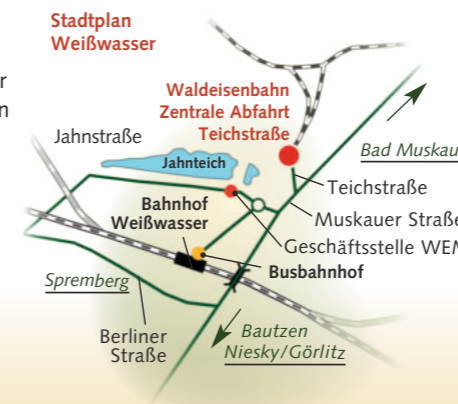 Stadtplan
Weißwasser
r
n
Waldeisenbahn
Zentrale Abfahrt
Teichstraße
Jahnstraße
Jahnteich
Bad Muskau
Teichstraße
Bahnhof
Weißwasser
Muskauer Straße
Geschäftsstelle WEM
Busbahnhof
Spremberg
Berliner
Straße
Bautzen
Niesky/Görlitz